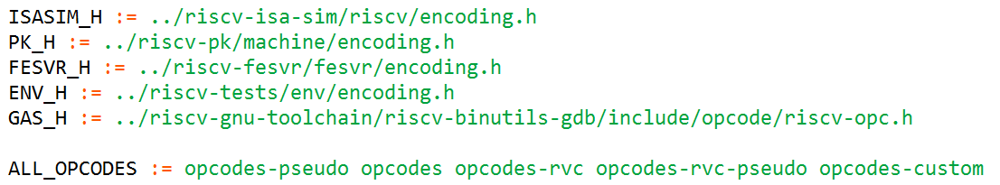 ISASIM_H := ../riscv-isa-sim/riscv/encoding.h
PK_H := ../riscv-pk/machine/encoding.h
FESVR_H := ../riscv-fesvr/fesvr/encoding.h
ENV_H := ../riscv-tests/env/encoding.h
GAS_H := ../riscv-gnu-toolchain/riscv-binutils-gdb/include/opcode/riscv-opc.h
ALL_OPCODES := opcodes-pseudo opcodes opcodes-rvc opcodes-rvc-pseudo opcodes-custom